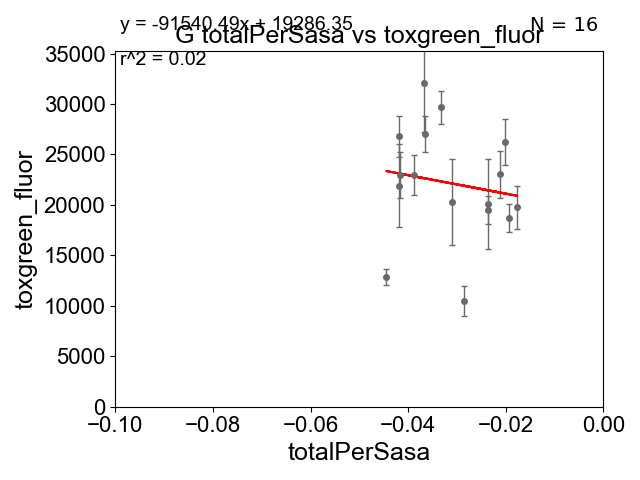 y = -91540.49x + 19286.35
N = 16
G totalPerSasa vs toxgreen_fluor
r^2 = 0.02
35000
30000
25000
20000
15000
10000
5000
0
toxgreen_fluor
−0.10 −0.08 −0.06 −0.04 −0.02 0.00
totalPerSasa